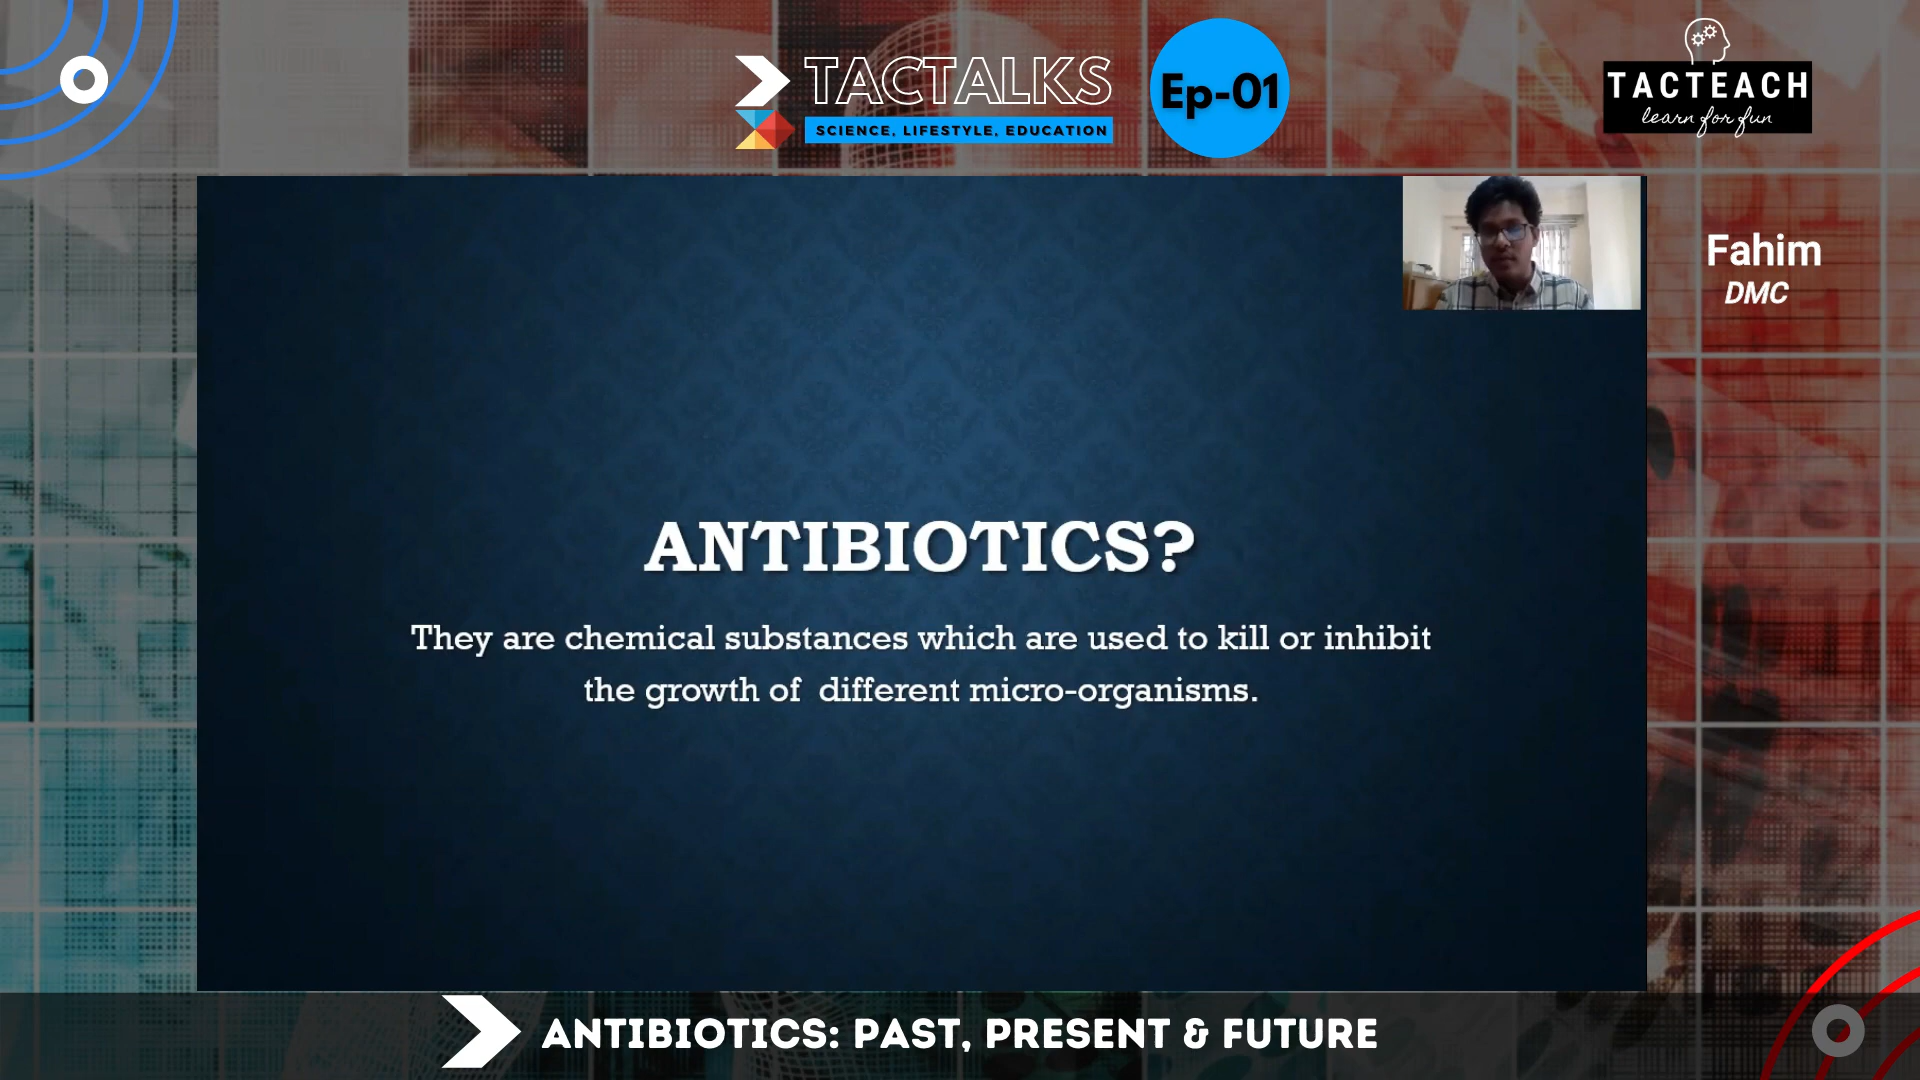 TACTALKS
SCIENCE, LIFESTYLE, EDUCATION
Ep-01
TACTEACH
learn for fun
Fahim
DMC
ANTIBIOTICS?
They are chemical substances which are used to kill or inhibit
the growth of different micro-organisms.
ANTIBIOTICS: PAST, PRESENT & FUTURE